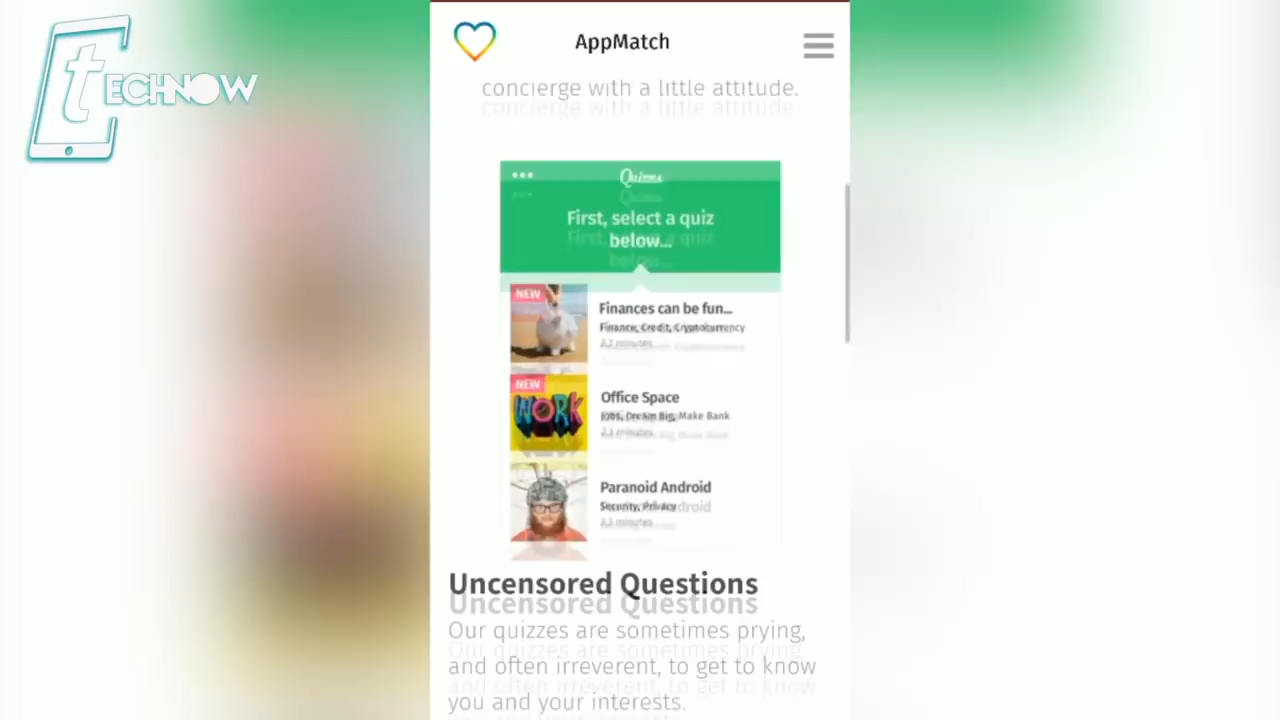 tECHNOW
AppMatch
concierge with a little attitude.
Quizzes
First, select a quiz
below...
NEW
Finances can be fun...
Finance, Credit, Cryptocurrency
NEW
WORK
Office Space
Jobs, Dream Big, Make Bank
Paranoid Android
Security, Privacy
Uncensored Questions
Our quizzes are sometimes prying,
and often irreverent, to get to know
you and your interests.